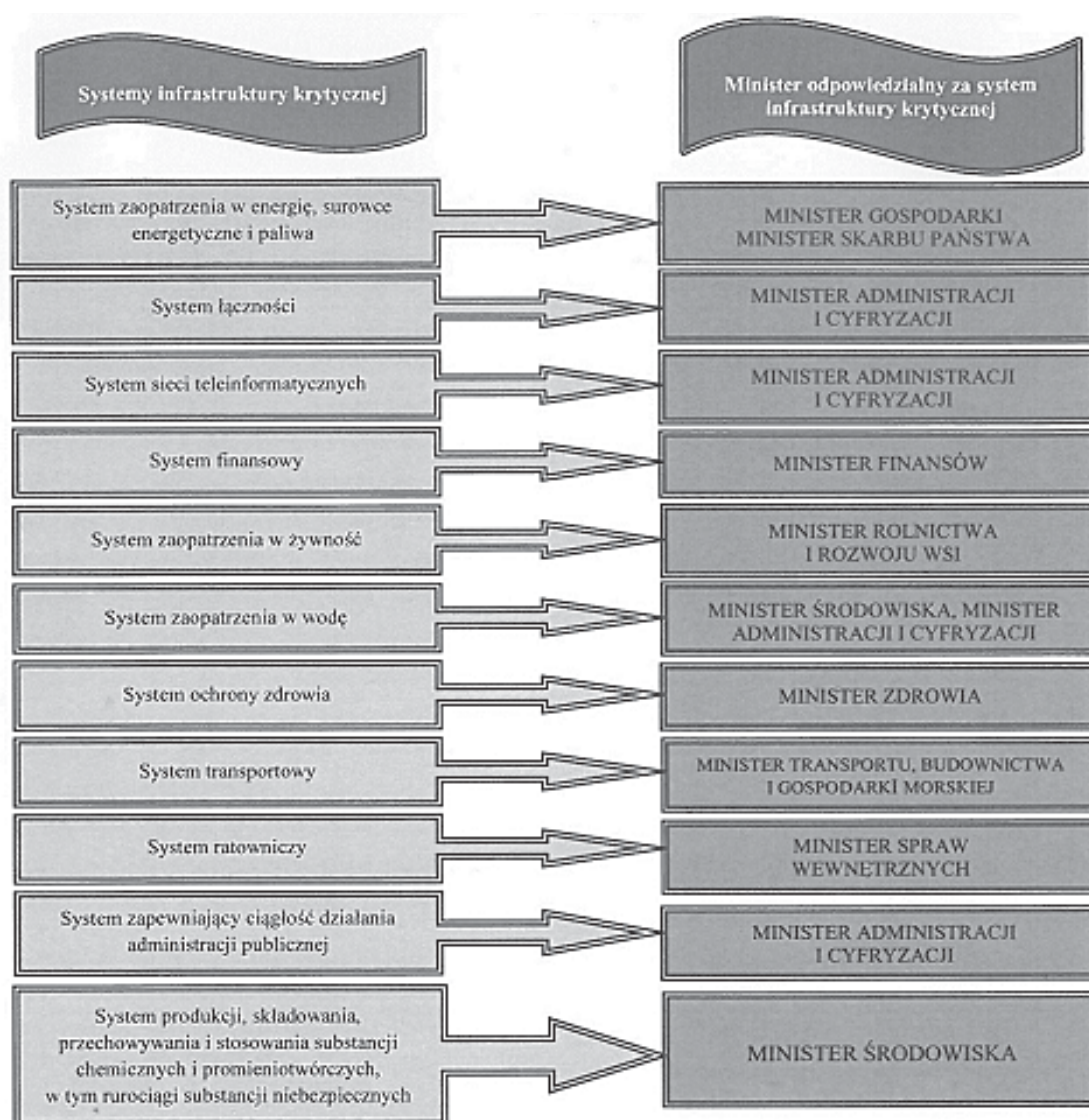 Systemy infrastruktury krytycznej
Minister odpowiedzialny za system
infrastruktury krytycznej
System zaopatrzenia w energię, surowce
energetyczne i paliwa
MINISTER GOSPODARKI
MINISTER SKARBU PAŃSTWA
System łączności
MINISTER ADMINISTRACJI
I CYFRYZACJI
System sieci teleinformatycznych
MINISTER ADMINISTRACJI
I CYFRYZACJI
System finansowy
MINISTER FINANSÓW
System zaopatrzenia w żywność
MINISTER ROLNICTWA
I ROZWOJU WSI
System zaopatrzenia w wodę
MINISTER ŚRODOWISKA, MINISTER
ADMINISTRACJI I CYFRYZACJI
System ochrony zdrowia
MINISTER ZDROWIA
System transportowy
MINISTER TRANSPORTU, BUDOWNICTWA
I GOSPODARKI MORSKIEJ
System ratowniczy
MINISTER SPRAW
WEWNĘTRZNYCH
System zapewniający ciągłość działania
administracji publicznej
MINISTER ADMINISTRACJI
I CYFRYZACJI
System produkcji, składowania,
przechowywania i stosowania substancji
chemicznych i promieniotwórczych,
w tym rurociągi substancji niebezpiecznych
MINISTER ŚRODOWISKA